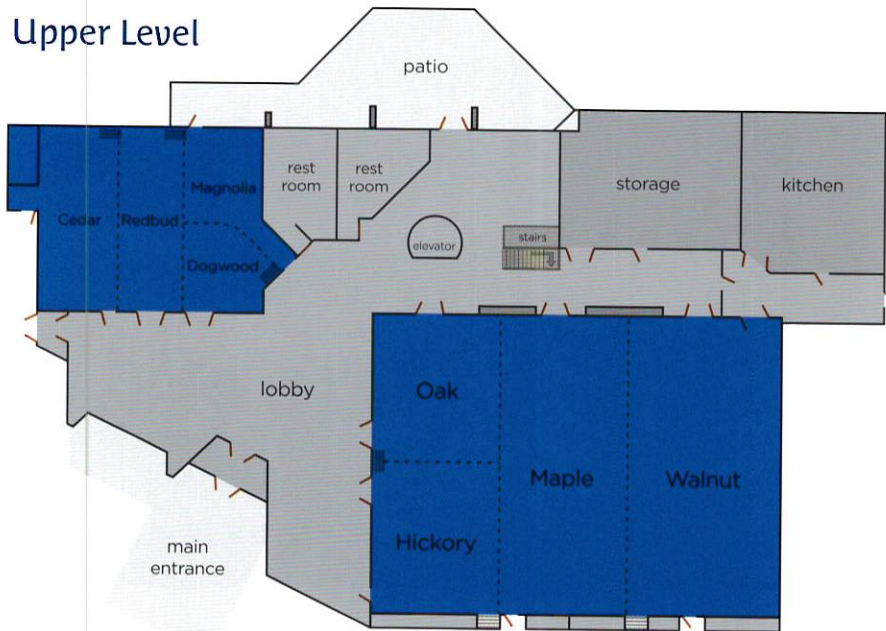 Upper Level
patio
rest
room
rest
room
storage
kitchen
Magnolia
Cedar
Redbud
elevator
stairs
Dogwood
lobby
Oak
Maple
Walnut
Hickory
main
entrance